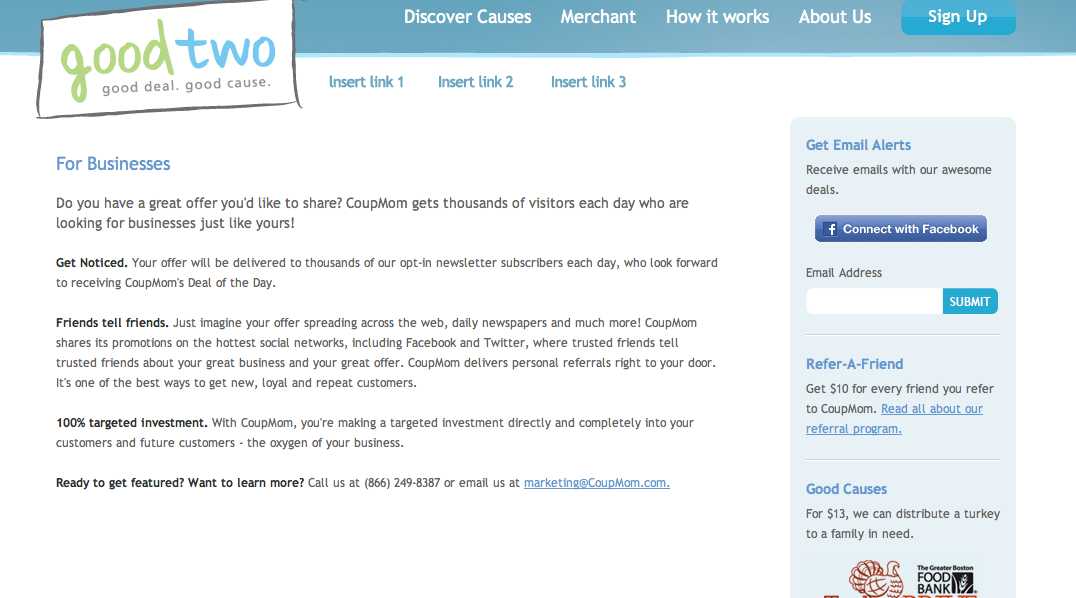 Discover Causes Merchant How it works About Us Sign Up
good two
good deal. good cause.
Insert link 1 Insert link 2 Insert link 3
For Businesses
Do you have a great offer you'd like to share? CoupMom gets thousands of visitors each day who are
looking for businesses just like yours!
Get Noticed. Your offer will be delivered to thousands of our opt-in newsletter subscribers each day, who look forward
to receiving CoupMom's Deal of the Day.
Friends tell friends. Just imagine your offer spreading across the web, daily newspapers and much more! CoupMom
shares its promotions on the hottest social networks, including Facebook and Twitter, where trusted friends tell
trusted friends about your great business and your great offer. CoupMom delivers personal referrals right to your door.
It's one of the best ways to get new, loyal and repeat customers.
100% targeted investment. With CoupMom, you're making a targeted investment directly and completely into your
customers and future customers - the oxygen of your business.
Ready to get featured? Want to learn more? Call us at (866) 249-8387 or email us at marketing@CoupMom.com.
Get Email Alerts
Receive emails with our awesome
deals.
f Connect with Facebook
Email Address
SUBMIT
Refer-A-Friend
Get $10 for every friend you refer
to CoupMom. Read all about our
referral program.
Good Causes
For $13, we can distribute a turkey
to a family in need.
The Greater Boston
FOOD
BANK